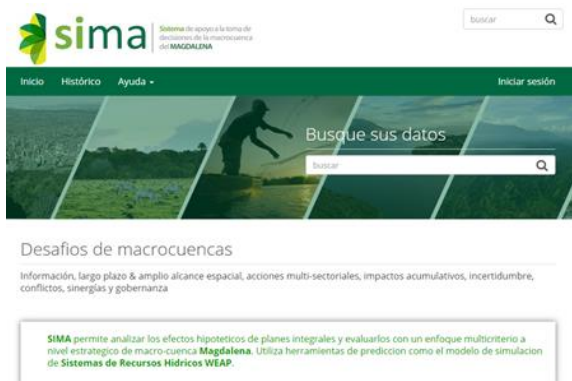 sima
Sistema de apoyo a la toma de
decisiones de la macrocuenca
del MAGDALENA
buscar
Inicio Histórico Ayuda
Iniciar sesión
Busque sus datos
buscar
Desafios de macrocuencas
Información, largo plazo & amplio alcance espacial, acciones multi-sectoriales, impactos acumulativos, incertidumbre,
conflictos, sinergías y gobernanza
SIMA permite analizar los efectos hipoteticos de planes integrales y evaluarlos con un enfoque multicriterio a
nivel estrategico de macro-cuenca Magdalena. Utiliza herramientas de prediccion como el modelo de simulacion
de Sistemas de Recursos Hidricos WEAP.